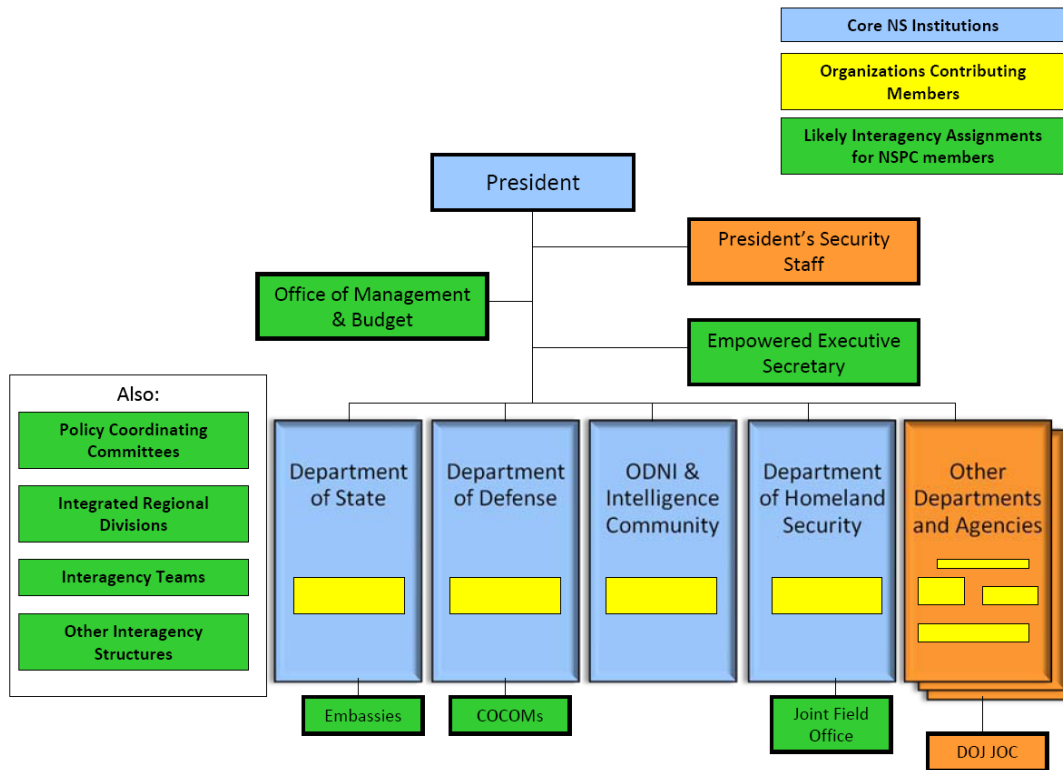 Core NS Institutions
Organizations Contributing
Members
Likely Interagency Assignments
for NSPC members
President
President's Security
Staff
Office of Management
& Budget
Empowered Executive
Secretary
Also:
Policy Coordinating
Committees
Integrated Regional
Divisions
Interagency Teams
Other Interagency
Structures
Department
of State
Department
of Defense
ODNI &
Intelligence
Community
Department
of Homeland
Security
Other
Departments
and Agencies
Embassies
COCOMs
Joint Field
Office
DOJ JOC